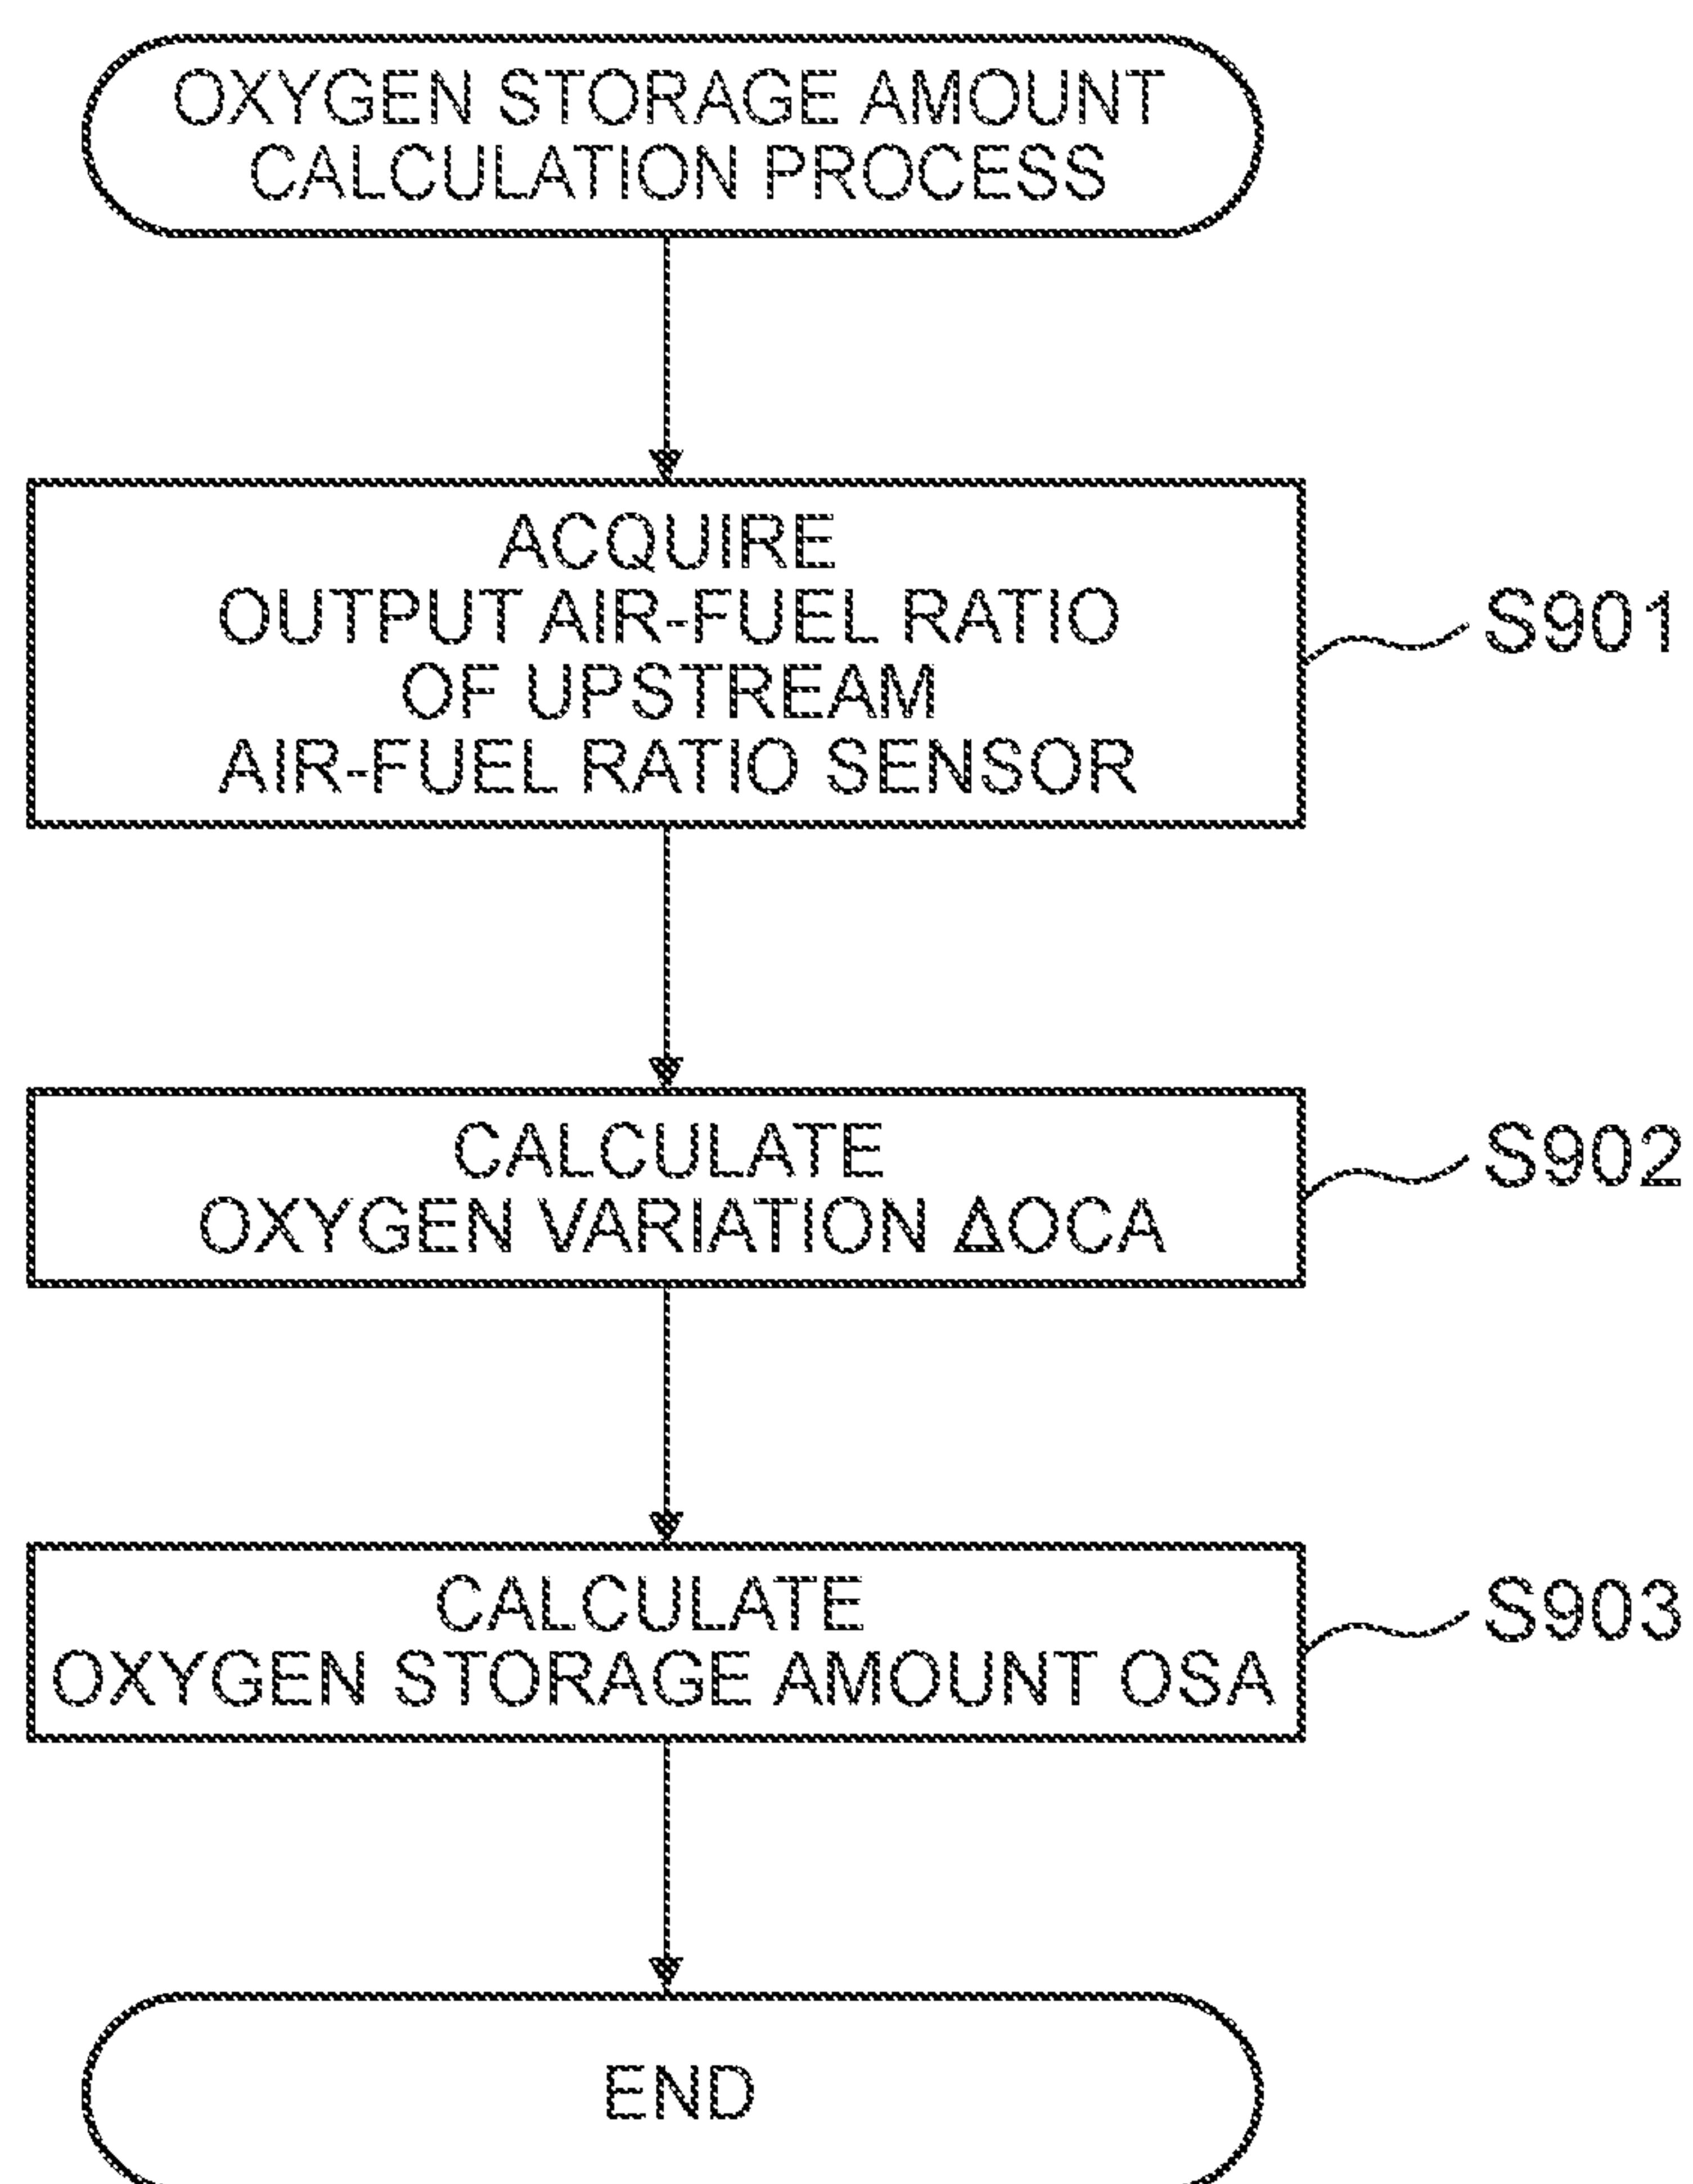 OXYGEN STORAGE AMOUNT
CALCULATION PROCESS
ACQUIRE
OUTPUT AIR-FUEL RATIO
OF UPSTREAM
AIR-FUEL RATIO SENSOR
S901
CALCULATE
OXYGEN VARIATION ΔOCA
S902
CALCULATE
OXYGEN STORAGE AMOUNT OSA
S903
END